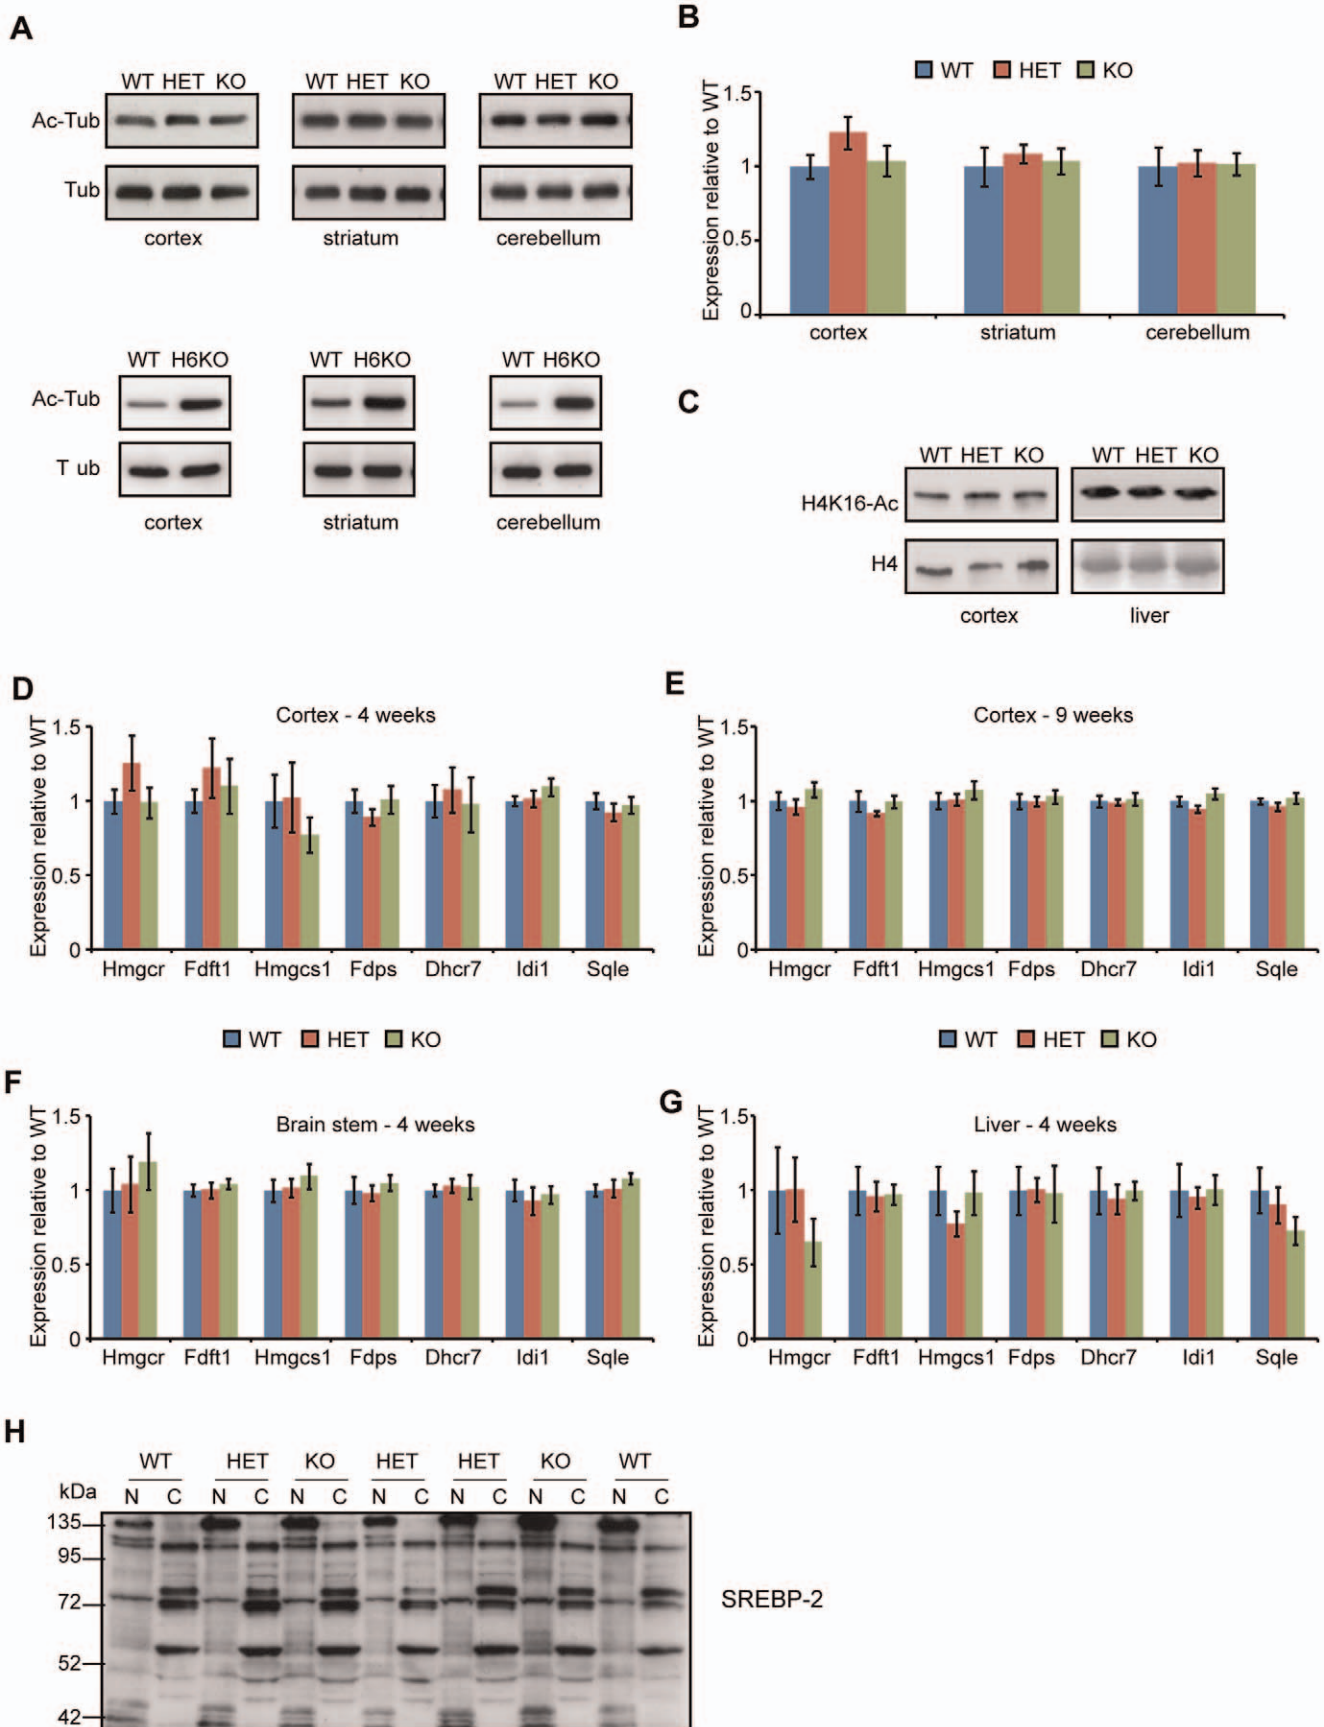 A
WT HET KO
WT HET KO
WT HET KO
Ac-Tub
Tub
cortex
striatum
cerebellum
WT H6KO
WT H6KO
WT H6KO
Ac-Tub
T ub
cortex
striatum
cerebellum
B
WT HET KO
Expression relative to WT
1.5
1
0.5
0
cortex
striatum
cerebellum
C
WT HET KO
WT HET KO
H4K16-Ac
H4
cortex
liver
D
Cortex - 4 weeks
Expression relative to WT
1.5
1
0.5
0
Hmgcr Fdft1 Hmgcs1 Fdps Dhcr7 Idi1 Sqle
WT HET KO
E
Cortex - 9 weeks
Expression relative to WT
1.5
1
0.5
0
Hmgcr Fdft1 Hmgcs1 Fdps Dhcr7 Idi1 Sqle
WT HET KO
F
Brain stem - 4 weeks
Expression relative to WT
1.5
1
0.5
0
Hmgcr Fdft1 Hmgcs1 Fdps Dhcr7 Idi1 Sqle
G
Liver - 4 weeks
Expression relative to WT
1.5
1
0.5
0
Hmgcr Fdft1 Hmgcs1 Fdps Dhcr7 Idi1 Sqle
H
WT HET KO HET HET KO WT
kDa N C N C N C N C N C N C N C
135
95
72
52
42
SREBP-2